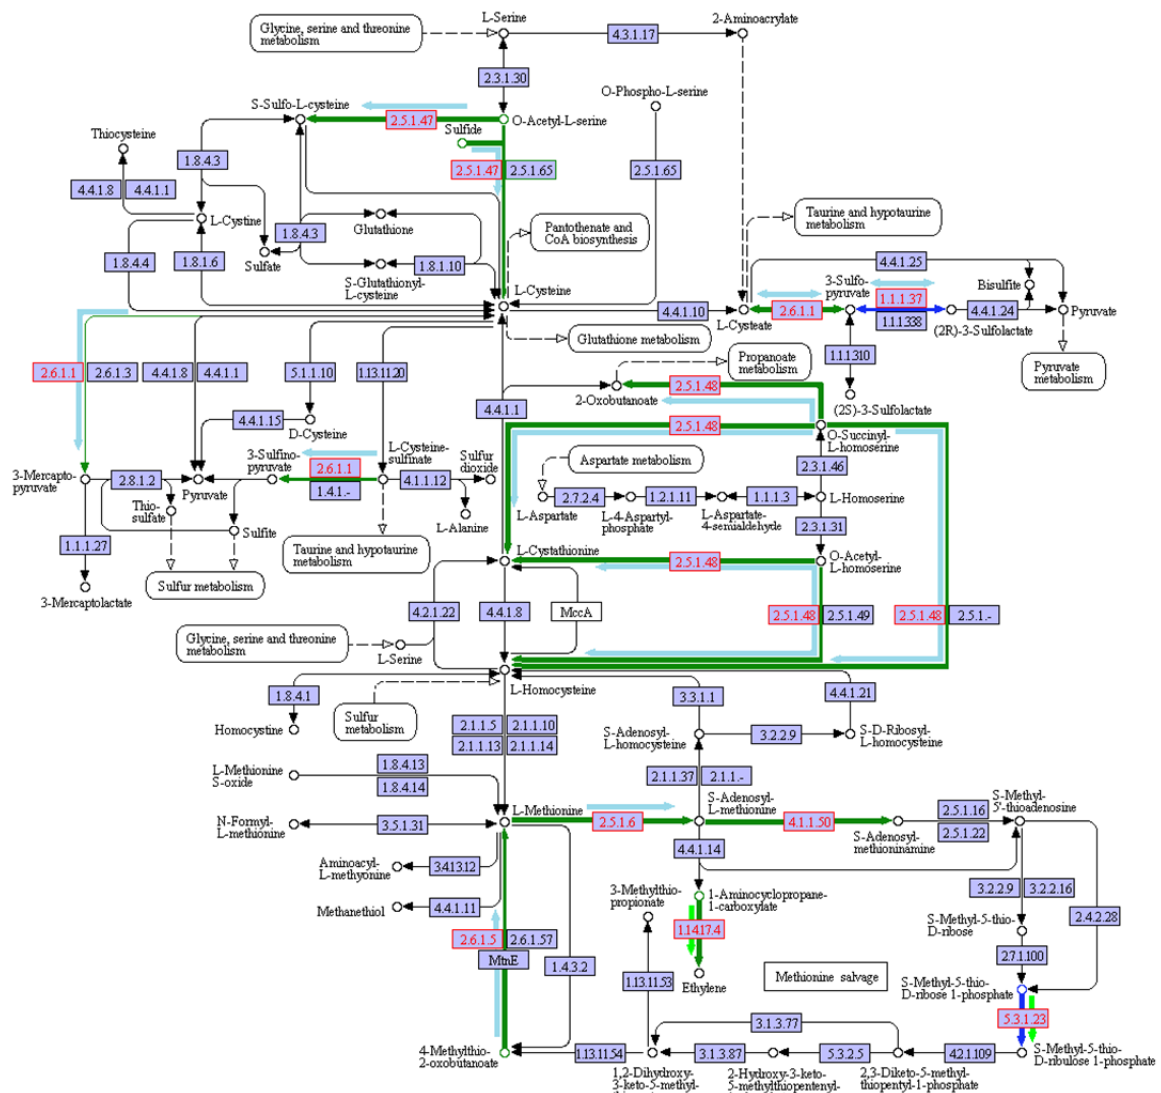 L-Serine
2-Aminoacrylate
Glycine, serine and threonine
metabolism
4.3.1.17
2.3.1.30
O-Phospho-L-serine
S-Sulfo-L-cysteine
2.5.1.47
O-Acetyl-L-serine
Sulfide
Thiocysteine
1.8.4.3
2.5.1.47
2.5.1.65
2.5.1.65
4.4.1.8
4.4.1.1
L-Cystine
Taurine and hypotaurine
metabolism
Glutathione
Pantothenate and
CoA biosynthesis
1.8.4.3
1.8.4.4
1.8.1.6
Sulfate
1.8.1.10
S-Glutathionyl-
L-cysteine
4.4.1.25
3-Sulfo-
pyruvate
Bisulfite
L-Cysteine
4.4.1.10
L-Cysteate
2.6.1.1
1.1.1.37
1.1.1.338
(2R)-3-Sulfolactate
4.4.1.24
Pyruvate
Glutathione metabolism
1.1.1.310
Propanoate
metabolism
Pyruvate
metabolism
2.6.1.1
2.6.1.3
4.4.1.8
4.4.1.1
5.1.1.10
1.13.11.20
2.5.1.48
2-Oxobutanoate
(2S)-3-Sulfolactate
4.4.1.15
D-Cysteine
4.4.1.1
2.5.1.48
O-Succinyl-
L-homoserine
3-Sulfino-
pyruvate
L-Cysteine-
sulfinate
Sulfur
dioxide
Aspartate metabolism
2.3.1.46
3-Mercapto-
pyruvate
2.8.1.2
Pyruvate
2.6.1.1
1.4.1.-
4.1.1.12
2.7.2.4
1.2.1.11
1.1.1.3
L-Homoserine
Thio-
sulfate
L-Alanine
L-Aspartate
L-4-Aspartyl-
phosphate
L-Aspartate-
4-semialdehyde
2.3.1.31
Sulfite
1.1.1.27
Taurine and hypotaurine
metabolism
L-Cystathionine
2.5.1.48
O-Acetyl-
L-homoserine
Sulfur metabolism
3-Mercaptolactate
4.2.1.22
4.4.1.8
MccA
2.5.1.48
2.5.1.49
2.5.1.48
2.5.1.-
Glycine, serine and threonine
metabolism
L-Serine
L-Homocysteine
1.8.4.1
3.3.1.1
4.4.1.21
Homocystine
Sulfur
metabolism
2.1.1.5
2.1.1.10
2.1.1.13
2.1.1.14
S-Adenosyl-
L-homocysteine
3.2.2.9
S-D-Ribosyl-
L-homocysteine
L-Methionine
S-oxide
1.8.4.13
1.8.4.14
2.1.1.37
2.1.1.-
L-Methionine
S-Adenosyl-
L-methionine
S-Methyl-
5'-thioadenosine
N-Formyl-
L-methionine
3.5.1.31
2.5.1.6
4.1.1.50
2.5.1.16
2.5.1.22
S-Adenosyl-
methioninamine
4.4.1.14
Aminoacyl-
L-methyonine
3.4.13.12
3-Methylthio-
propionate
1-Aminocyclopropane-
1-carboxylate
3.2.2.9
3.2.2.16
Methanethiol
4.4.1.11
2.4.2.28
S-Methyl-5-thio-
D-ribose
1.14.17.4
2.6.1.5
2.6.1.57
MtnE
1.4.3.2
2.7.1.100
1.13.11.53
Ethylene
Methionine salvage
S-Methyl-5-thio-
D-ribose 1-phosphate
5.3.1.23
3.1.3.77
4-Methylthio-
2-oxobutanoate
1.13.11.54
3.1.3.87
5.3.2.5
4.2.1.109
S-Methyl-5-thio-
D-ribulose 1-phosphate
1,2-Dihydroxy-
3-keto-5-methyl-
2-Hydroxy-3-keto-
5-methylthiopentenyl-
2,3-Diketo-5-methyl-
thiopentyl-1-phosphate